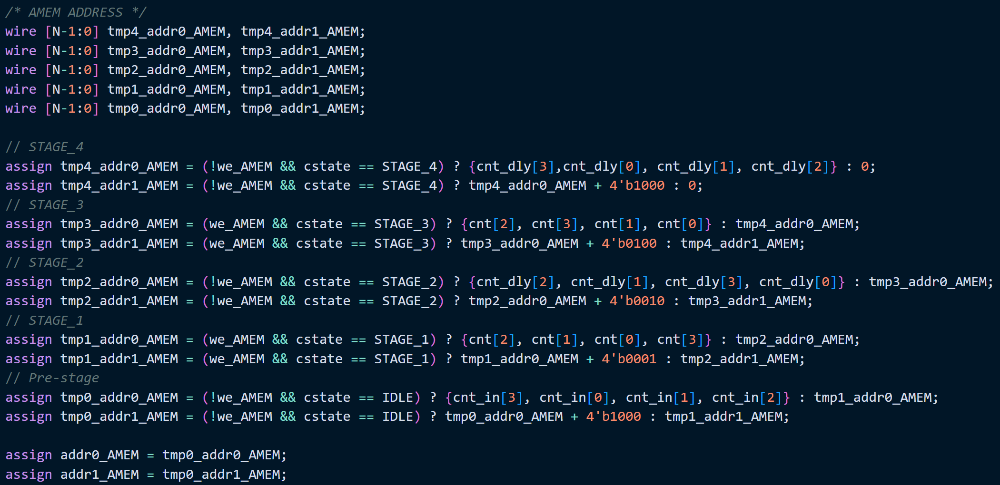 /* AMEM ADDRESS */
wire [N-1:0] tmp4_addr0_AMEM, tmp4_addr1_AMEM;
wire [N-1:0] tmp3_addr0_AMEM, tmp3_addr1_AMEM;
wire [N-1:0] tmp2_addr0_AMEM, tmp2_addr1_AMEM;
wire [N-1:0] tmp1_addr0_AMEM, tmp1_addr1_AMEM;
wire [N-1:0] tmp0_addr0_AMEM, tmp0_addr1_AMEM;
// STAGE_4
assign tmp4_addr0_AMEM = (!we_AMEM && cstate == STAGE_4) ? {cnt_dly[3],cnt_dly[0], cnt_dly[1], cnt_dly[2]} : 0;
assign tmp4_addr1_AMEM = (!we_AMEM && cstate == STAGE_4) ? tmp4_addr0_AMEM + 4'b1000 : 0;
// STAGE_3
assign tmp3_addr0_AMEM = (we_AMEM && cstate == STAGE_3) ? {cnt[2], cnt[3], cnt[1], cnt[0]} : tmp4_addr0_AMEM;
assign tmp3_addr1_AMEM = (we_AMEM && cstate == STAGE_3) ? tmp3_addr0_AMEM + 4'b0100 : tmp4_addr1_AMEM;
// STAGE_2
assign tmp2_addr0_AMEM = (!we_AMEM && cstate == STAGE_2) ? {cnt_dly[2], cnt_dly[1], cnt_dly[3], cnt_dly[0]} : tmp3_addr0_AMEM;
assign tmp2_addr1_AMEM = (!we_AMEM && cstate == STAGE_2) ? tmp2_addr0_AMEM + 4'b0010 : tmp3_addr1_AMEM;
// STAGE_1
assign tmp1_addr0_AMEM = (we_AMEM && cstate == STAGE_1) ? {cnt[2], cnt[1], cnt[0], cnt[3]} : tmp2_addr0_AMEM;
assign tmp1_addr1_AMEM = (we_AMEM && cstate == STAGE_1) ? tmp1_addr0_AMEM + 4'b0001 : tmp2_addr1_AMEM;
// Pre-stage
assign tmp0_addr0_AMEM = (!we_AMEM && cstate == IDLE) ? {cnt_in[3], cnt_in[0], cnt_in[1], cnt_in[2]} : tmp1_addr0_AMEM;
assign tmp0_addr1_AMEM = (!we_AMEM && cstate == IDLE) ? tmp0_addr0_AMEM + 4'b1000 : tmp1_addr1_AMEM;
assign addr0_AMEM = tmp0_addr0_AMEM;
assign addr1_AMEM = tmp0_addr1_AMEM;